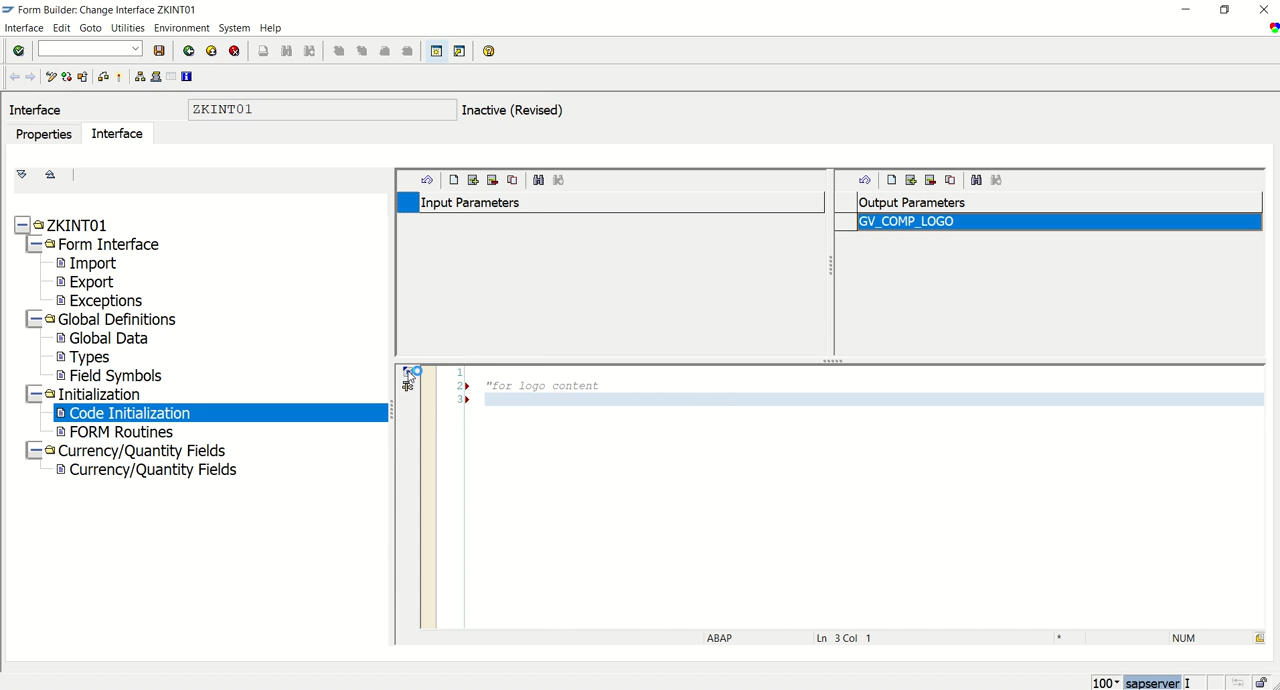 Form Builder: Change Interface ZKINT01
Interface Edit Goto Utilities Environment System Help
Interface ZKINT01 Inactive (Revised)
Properties Interface
ZKINT01
Form Interface
Import
Export
Exceptions
Global Definitions
Global Data
Types
Field Symbols
Initialization
Code Initialization
FORM Routines
Currency/Quantity Fields
Currency/Quantity Fields
Input Parameters
Output Parameters
GV_COMP_LOGO
1
2 "for logo content
3
ABAP Ln 3 Col 1 * NUM
100 sapserver I